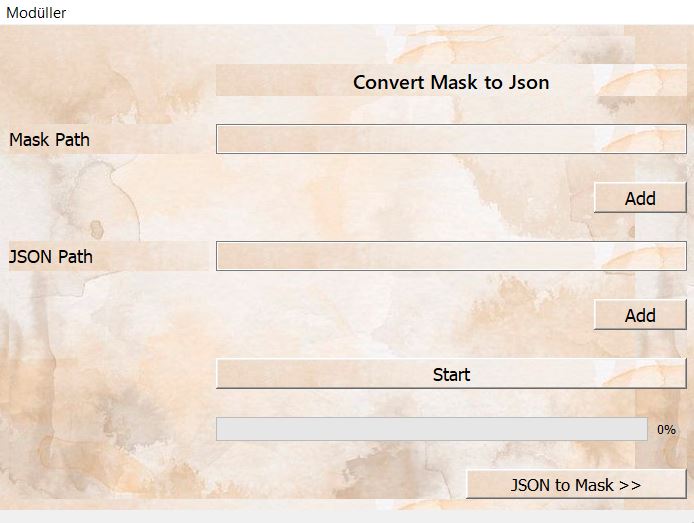 Modüller
Convert Mask to Json
Mask Path
Add
JSON Path
Add
Start
0%
JSON to Mask >>